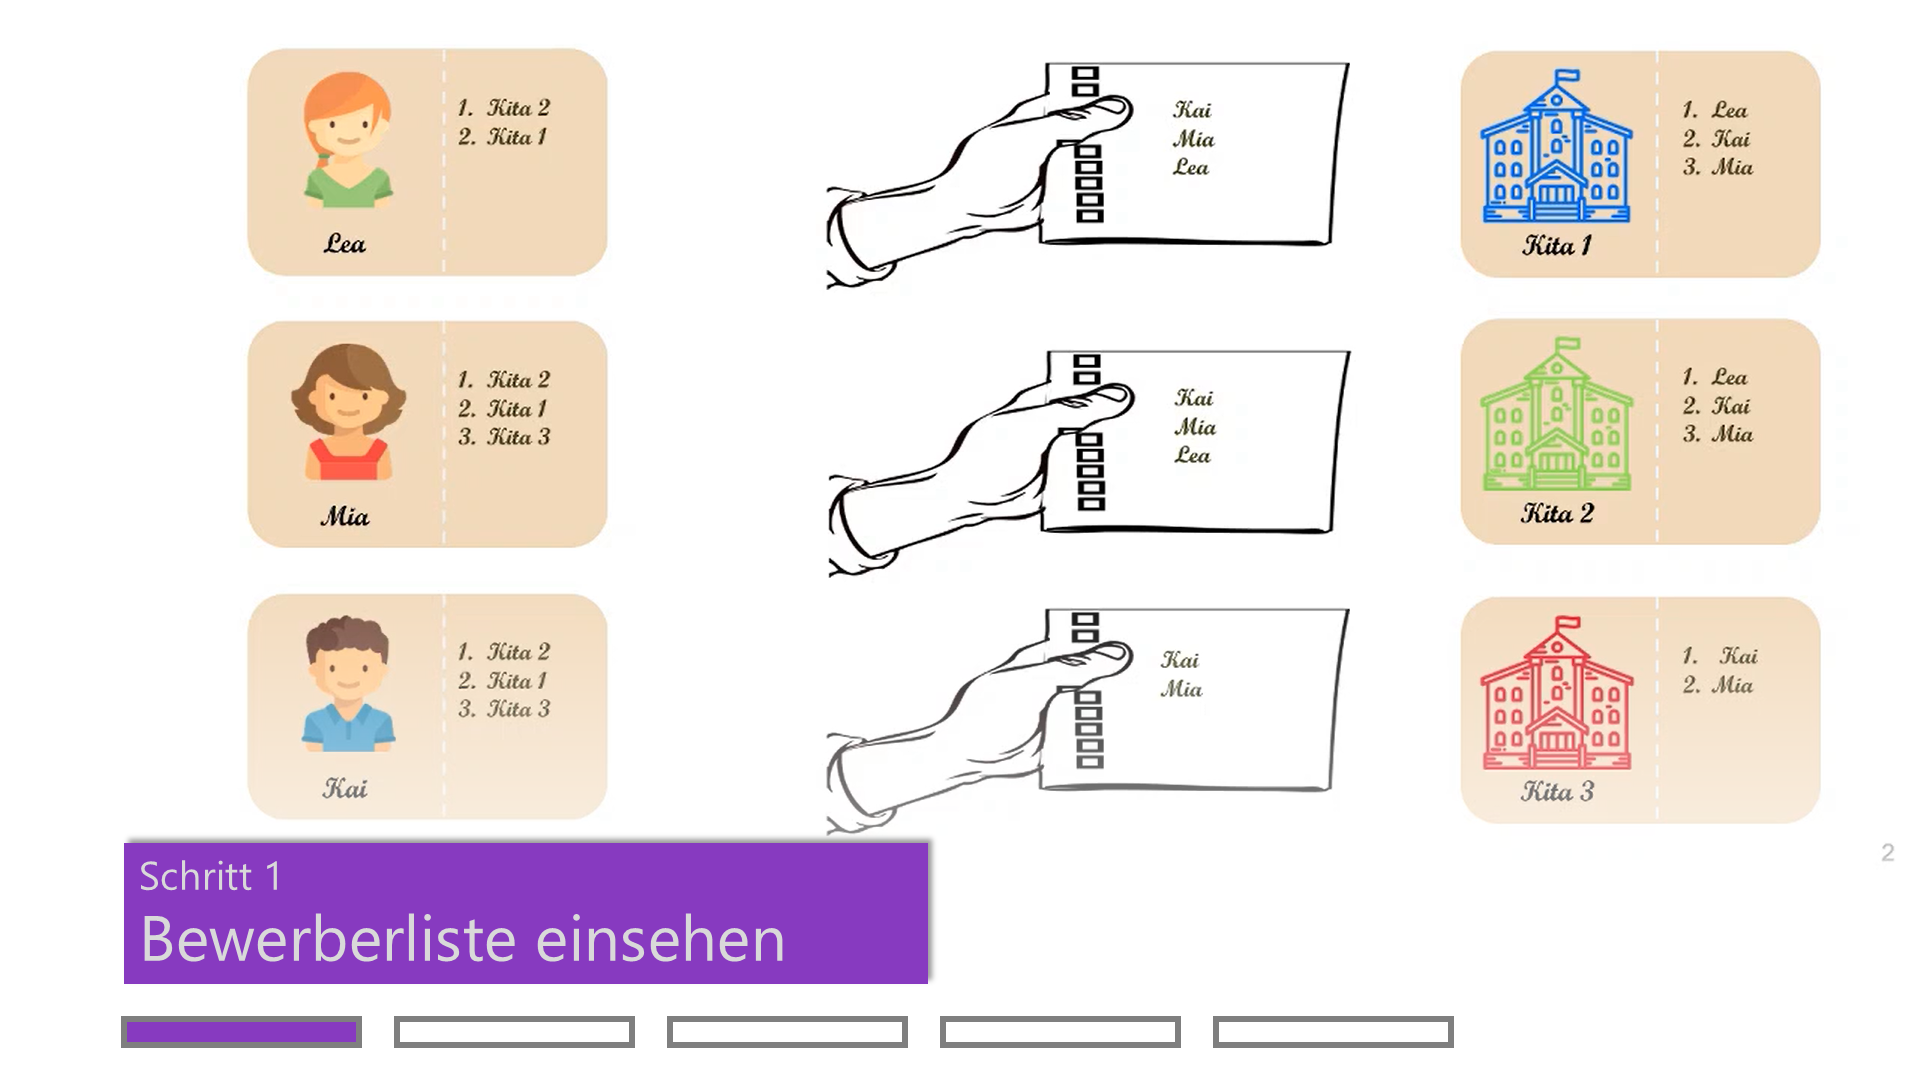 1. Kita 2
2. Kita 1
Lea
Kai
Mia
Lea
1. Lea
2. Kai
3. Mia
Kita 1
1. Kita 2
2. Kita 1
3. Kita 3
Mia
Kai
Mia
Lea
1. Lea
2. Kai
3. Mia
Kita 2
1. Kita 2
2. Kita 1
3. Kita 3
Kai
Kai
Mia
1. Kai
2. Mia
Kita 3
2
Schritt 1
Bewerberliste einsehen